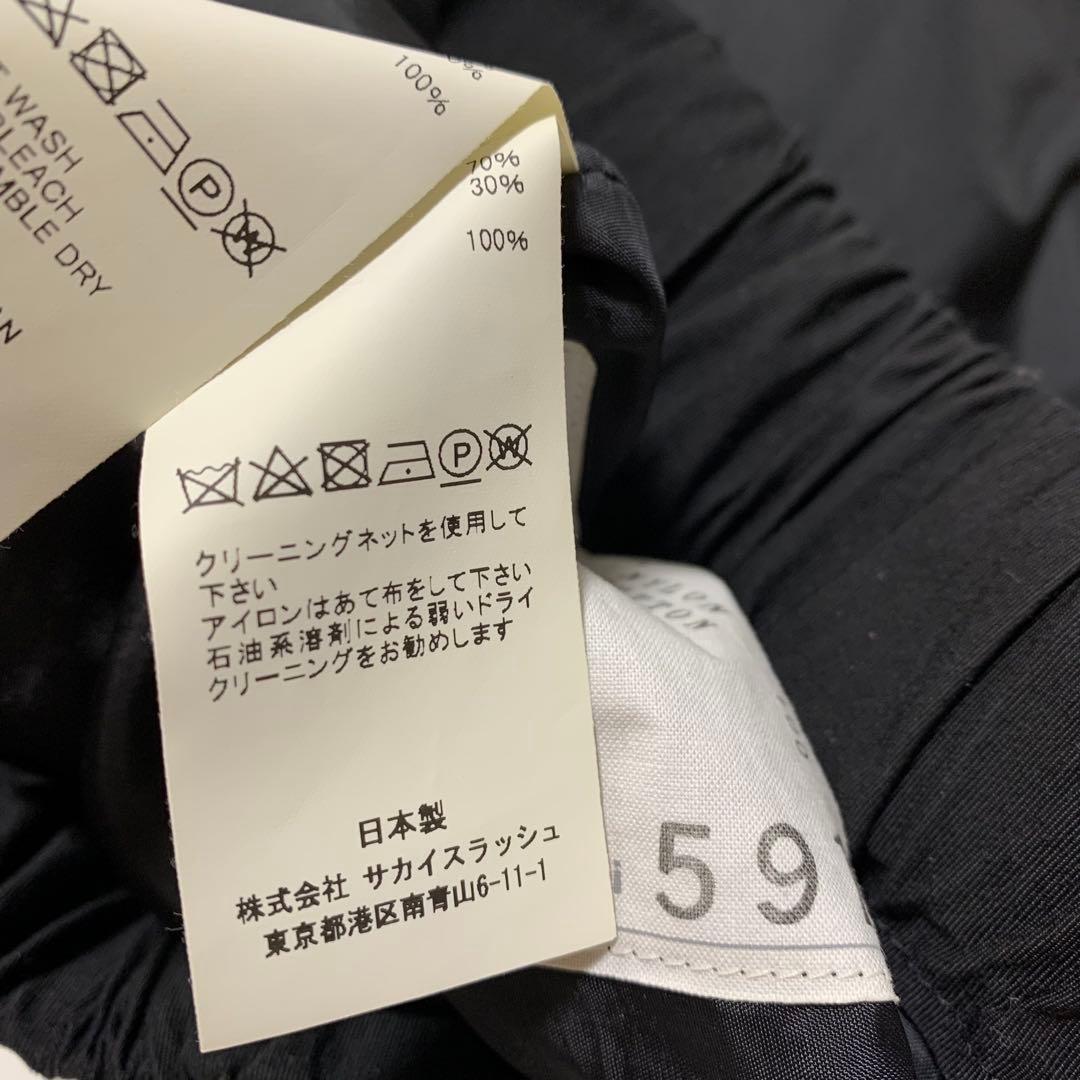 100%
T WASH
BLEACH
MBLE DRY
N
P
W
70%
30%
100%
P
W
クリーニングネットを使用して
下さい
アイロンはあて布をして下さい
石油系溶剤による弱いドライ
クリーニングをお勧めします
日本製
株式会社 サカイスラッシュ
東京都港区南青山6-11-1
NYLON
59